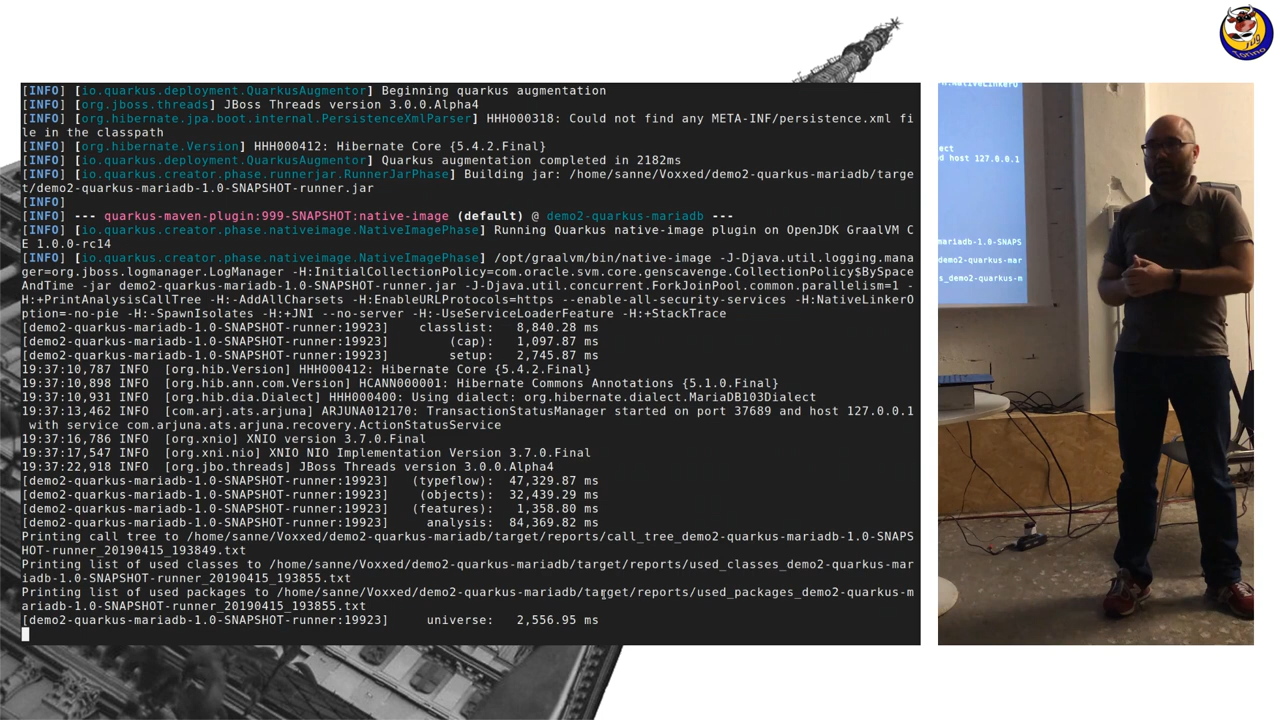 [INFO] [io.quarkus.deployment.QuarkusAugmentor] Beginning quarkus augmentation
[INFO] [org.jboss.threads] JBoss Threads version 3.0.0.Alpha4
[INFO] [org.hibernate.jpa.boot.internal.PersistenceXmlParser] HHH000318: Could not find any META-INF/persistence.xml fi
le in the classpath
[INFO] [org.hibernate.Version] HHH000412: Hibernate Core {5.4.2.Final}
[INFO] [io.quarkus.deployment.QuarkusAugmentor] Quarkus augmentation completed in 2182ms
[INFO] [io.quarkus.creator.phase.runnerjar.RunnerJarPhase] Building jar: /home/sanne/Voxxed/demo2-quarkus-mariadb/targe
t/demo2-quarkus-mariadb-1.0-SNAPSHOT-runner.jar
[INFO]
[INFO] --- quarkus-maven-plugin:999-SNAPSHOT:native-image (default) @ demo2-quarkus-mariadb ---
[INFO] [io.quarkus.creator.phase.nativeimage.NativeImagePhase] Running Quarkus native-image plugin on OpenJDK GraalVM C
E 1.0.0-rc14
[INFO] [io.quarkus.creator.phase.nativeimage.NativeImagePhase] /opt/graalvm/bin/native-image -J-Djava.util.logging.mana
ger=org.jboss.logmanager.LogManager -H:InitialCollectionPolicy=com.oracle.svm.core.genscavenge.CollectionPolicy$BySpace
AndTime -jar demo2-quarkus-mariadb-1.0-SNAPSHOT-runner.jar -J-Djava.util.concurrent.ForkJoinPool.common.parallelism=1 -
H:+PrintAnalysisCallTree -H:-AddAllCharsets -H:EnableURLProtocols=https --enable-all-security-services -H:NativeLinkerO
ption=-no-pie -H:-SpawnIsolates -H:+JNI --no-server -H:-UseServiceLoaderFeature -H:+StackTrace
[demo2-quarkus-mariadb-1.0-SNAPSHOT-runner:19923] classlist: 8,840.28 ms
[demo2-quarkus-mariadb-1.0-SNAPSHOT-runner:19923] (cap): 1,097.87 ms
[demo2-quarkus-mariadb-1.0-SNAPSHOT-runner:19923] setup: 2,745.87 ms
19:37:10,787 INFO [org.hib.Version] HHH000412: Hibernate Core {5.4.2.Final}
19:37:10,898 INFO [org.hib.ann.com.Version] HCANN000001: Hibernate Commons Annotations {5.1.0.Final}
19:37:10,931 INFO [org.hib.dia.Dialect] HHH000400: Using dialect: org.hibernate.dialect.MariaDB103Dialect
19:37:13,462 INFO [com.arj.ats.arjuna] ARJUNA012170: TransactionStatusManager started on port 37689 and host 127.0.0.1
with service com.arjuna.ats.arjuna.recovery.ActionStatusService
19:37:16,786 INFO [org.xnio] XNIO version 3.7.0.Final
19:37:17,547 INFO [org.xni.nio] XNIO NIO Implementation Version 3.7.0.Final
19:37:22,918 INFO [org.jbo.threads] JBoss Threads version 3.0.0.Alpha4
[demo2-quarkus-mariadb-1.0-SNAPSHOT-runner:19923] (typeflow): 47,329.87 ms
[demo2-quarkus-mariadb-1.0-SNAPSHOT-runner:19923] (objects): 32,439.29 ms
[demo2-quarkus-mariadb-1.0-SNAPSHOT-runner:19923] (features): 1,358.80 ms
[demo2-quarkus-mariadb-1.0-SNAPSHOT-runner:19923] analysis: 84,369.82 ms
Printing call tree to /home/sanne/Voxxed/demo2-quarkus-mariadb/target/reports/call_tree_demo2-quarkus-mariadb-1.0-SNAPS
HOT-runner_20190415_193849.txt
Printing list of used classes to /home/sanne/Voxxed/demo2-quarkus-mariadb/target/reports/used_classes_demo2-quarkus-mar
iadb-1.0-SNAPSHOT-runner_20190415_193855.txt
Printing list of used packages to /home/sanne/Voxxed/demo2-quarkus-mariadb/target/reports/used_packages_demo2-quarkus-m
ariadb-1.0-SNAPSHOT-runner_20190415_193855.txt
[demo2-quarkus-mariadb-1.0-SNAPSHOT-runner:19923] universe: 2,556.95 ms
ect
d host 127.0.0.1
mariadb-1.0-SNAPS
demo2-quarkus-mar
s_demo2-quarkus-m
jug
torino